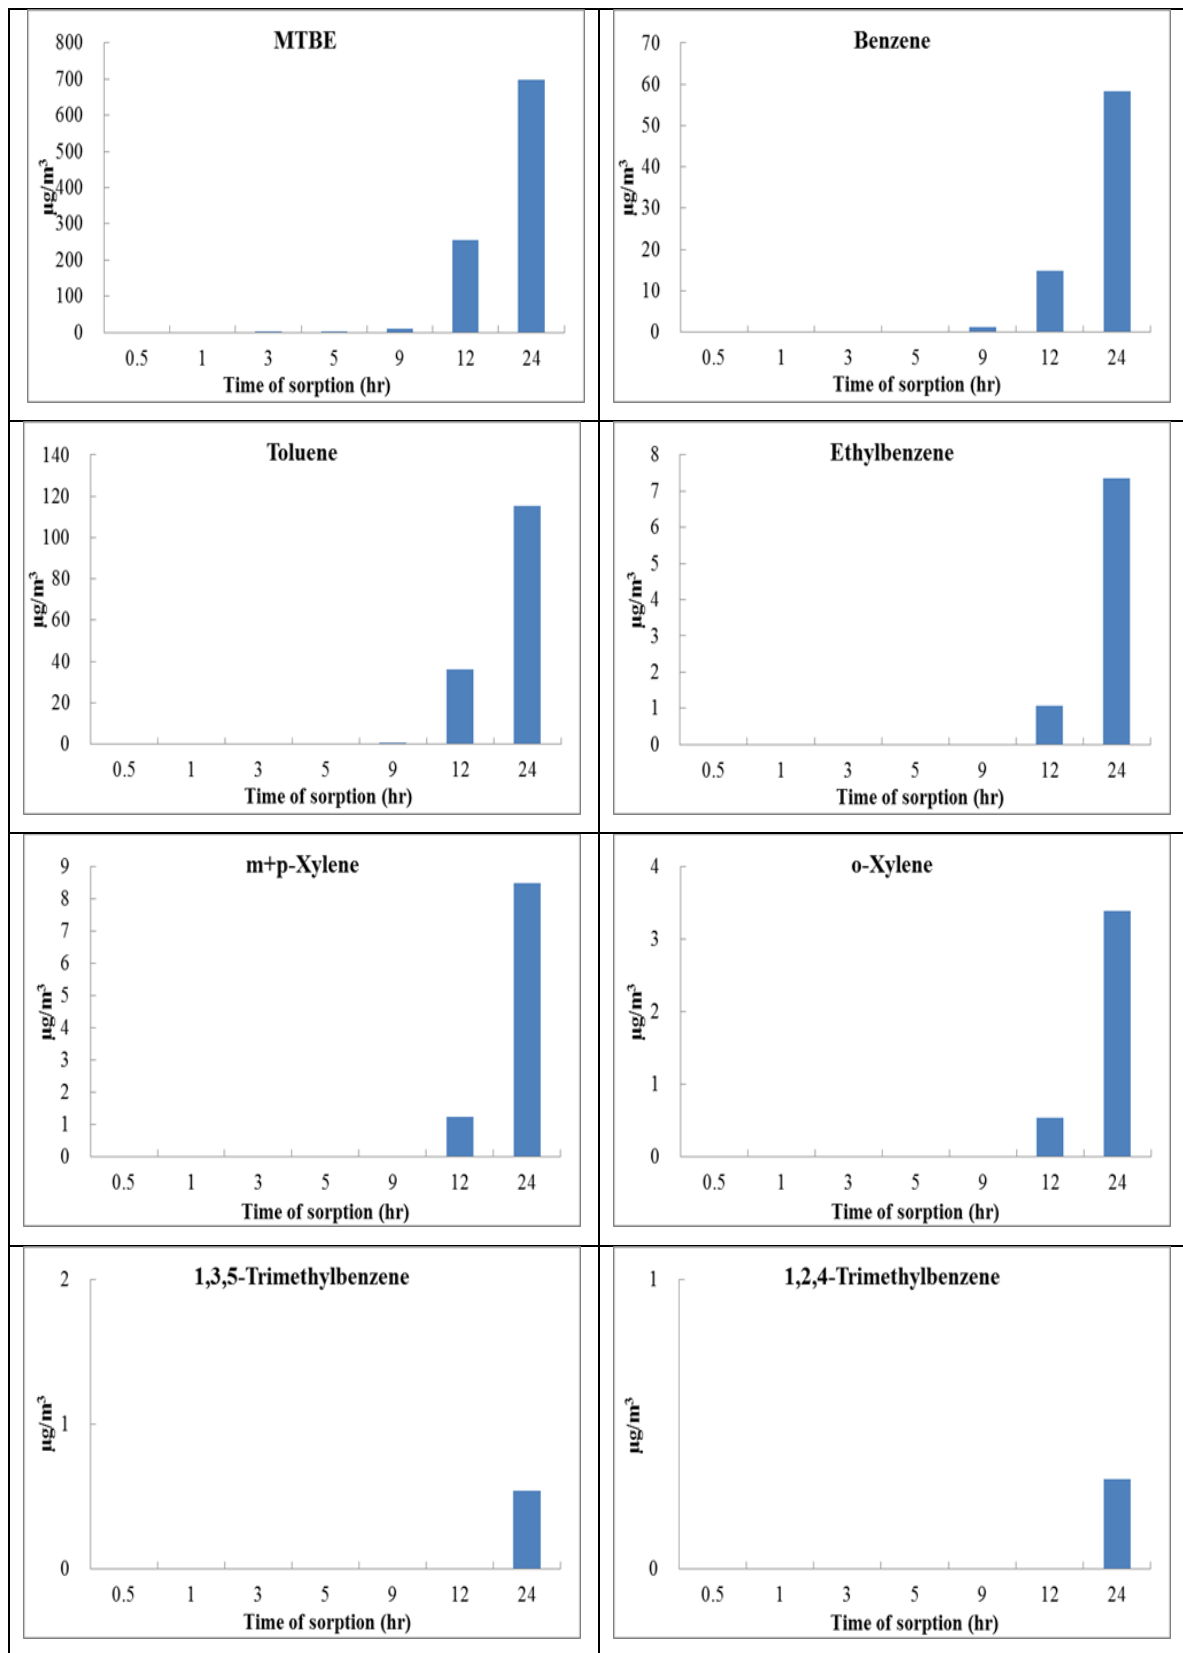 MTBE
800
700
600
500
400
300
200
100
0
µg/m³
0.5 1 3 5 9 12 24
Time of sorption (hr)
Benzene
70
60
50
40
30
20
10
0
µg/m³
0.5 1 3 5 9 12 24
Time of sorption (hr)
Toluene
140
120
100
80
60
40
20
0
µg/m³
0.5 1 3 5 9 12 24
Time of sorption (hr)
Ethylbenzene
8
7
6
5
4
3
2
1
0
µg/m³
0.5 1 3 5 9 12 24
Time of sorption (hr)
m+p-Xylene
9
8
7
6
5
4
3
2
1
0
µg/m³
0.5 1 3 5 9 12 24
Time of sorption (hr)
o-Xylene
4
3
2
1
0
µg/m³
0.5 1 3 5 9 12 24
Time of sorption (hr)
1,3,5-Trimethylbenzene
2
1
0
µg/m³
0.5 1 3 5 9 12 24
Time of sorption (hr)
1,2,4-Trimethylbenzene
1
0
µg/m³
0.5 1 3 5 9 12 24
Time of sorption (hr)